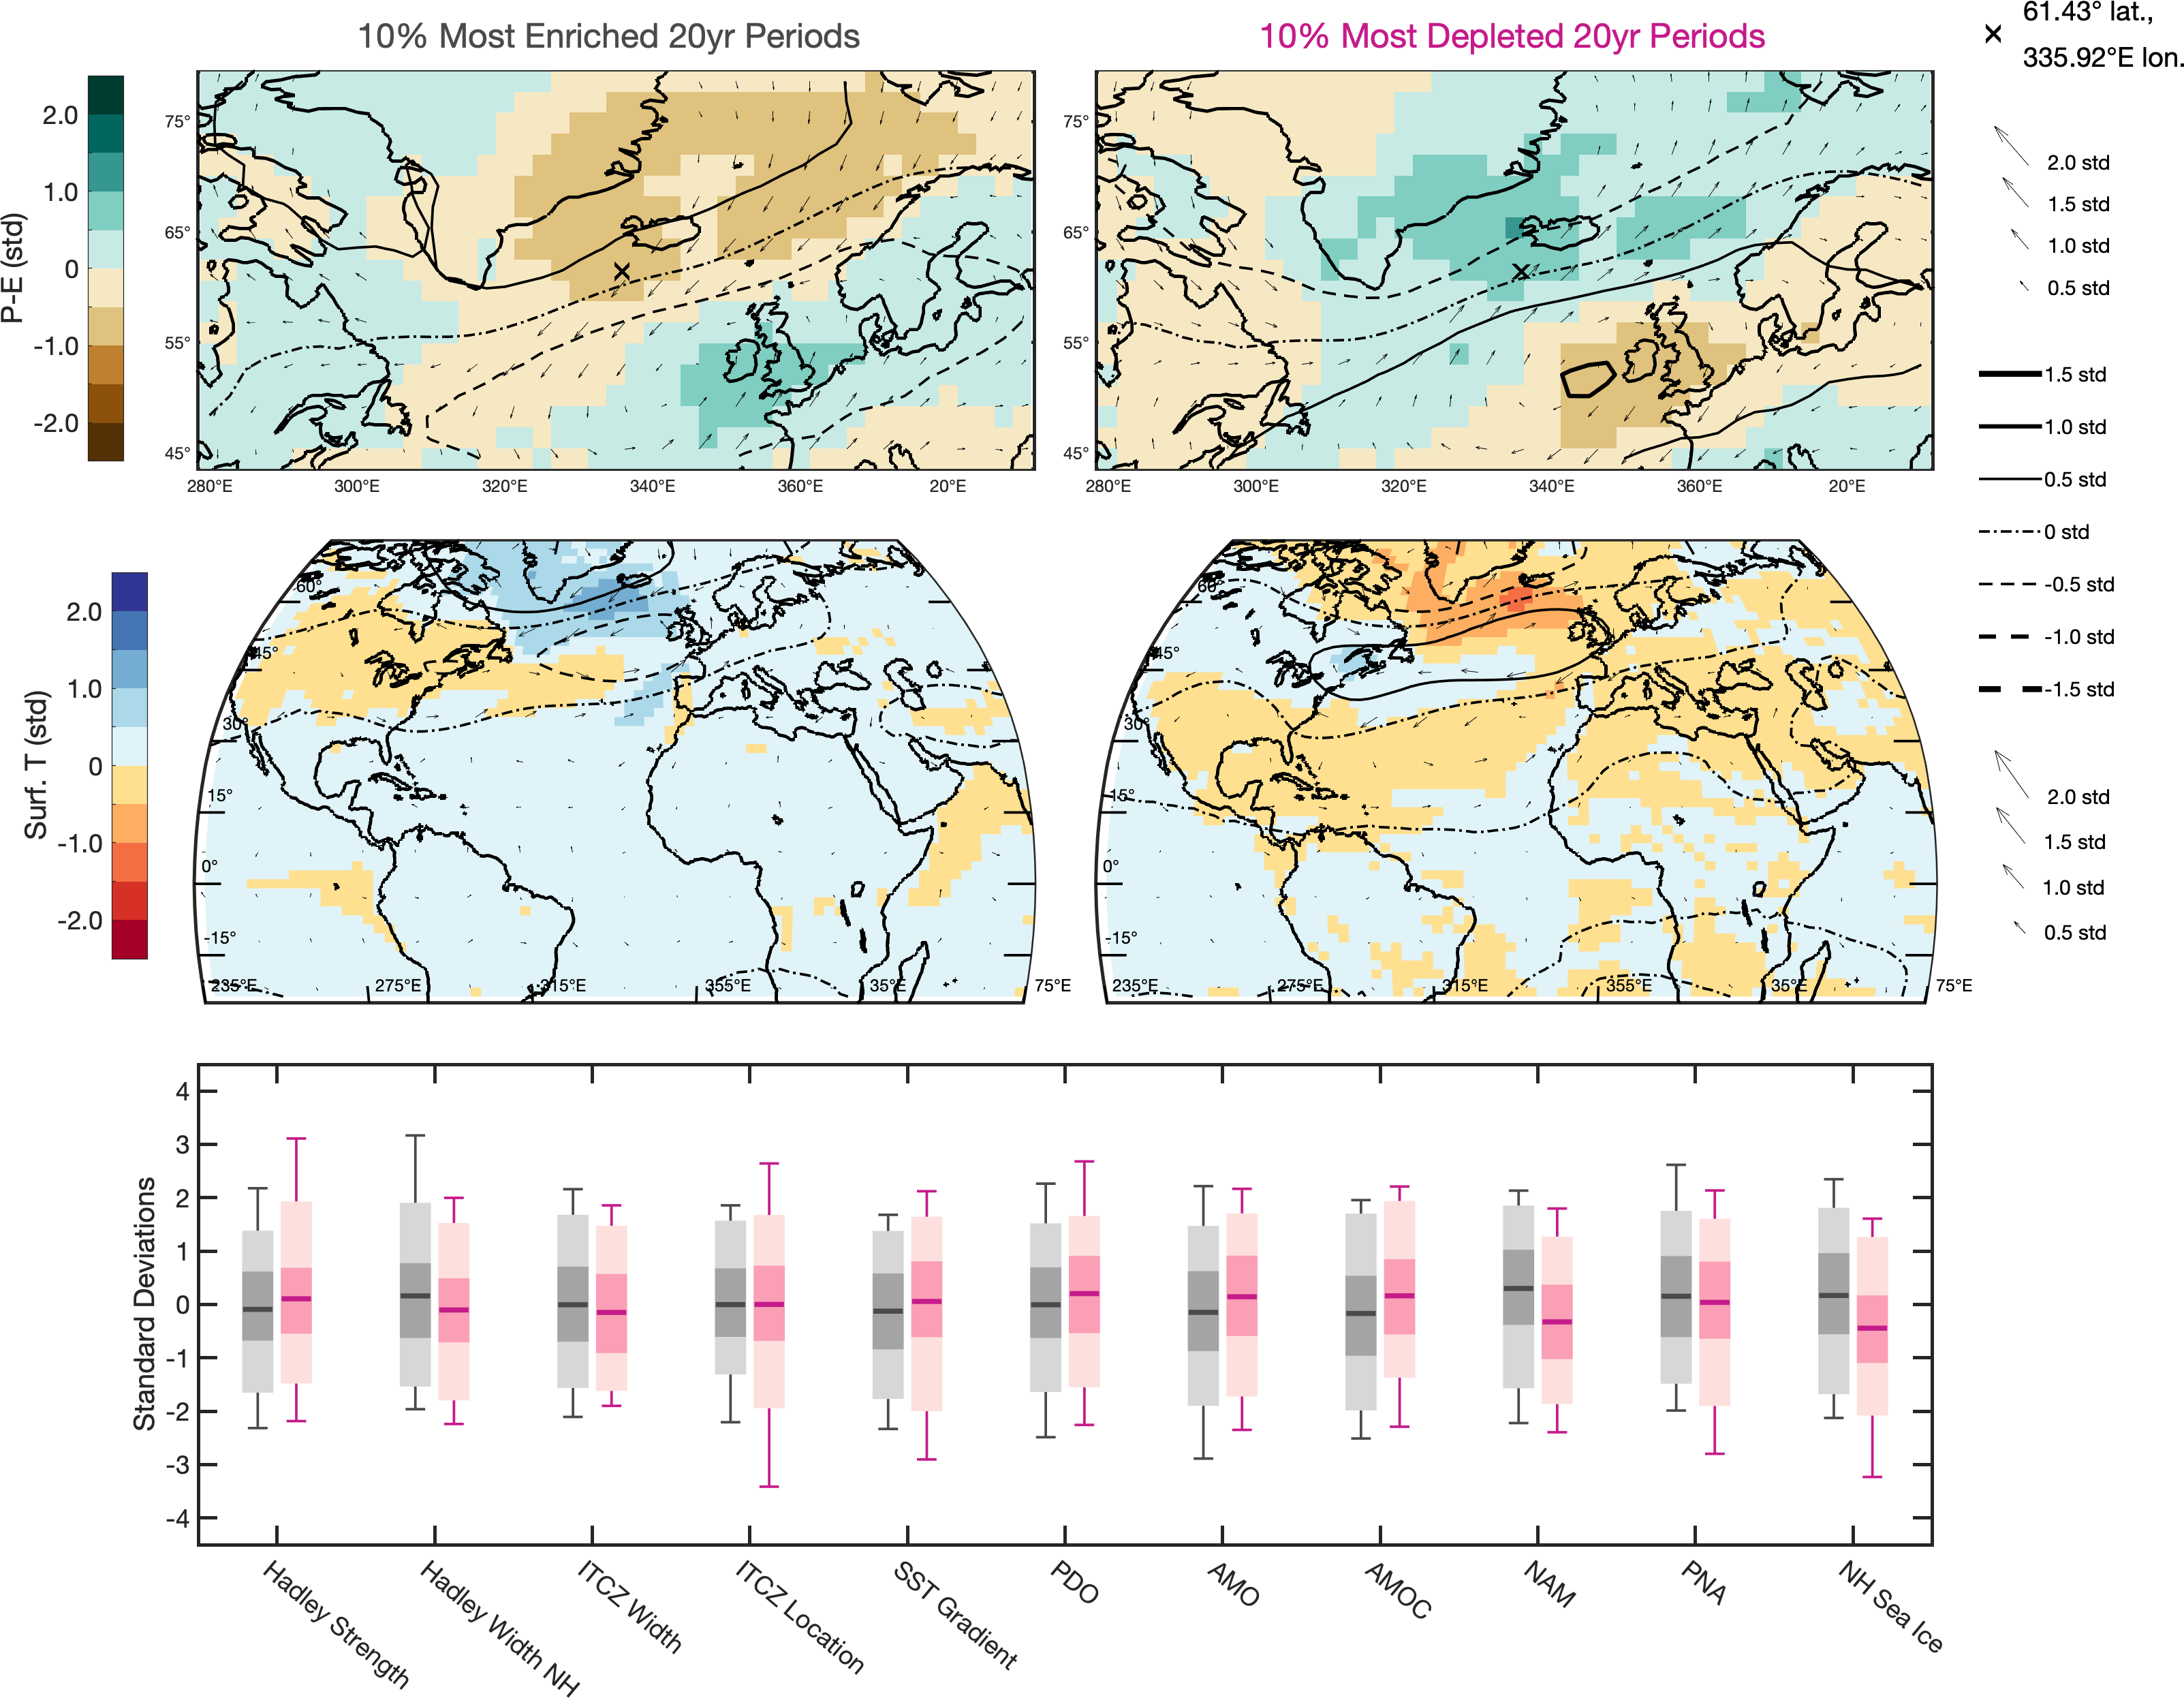 10% Most Enriched 20yr Periods
10% Most Depleted 20yr Periods
61.43° lat.,
335.92°E lon.
P-E (std)
2.0
1.0
0
-1.0
-2.0
75°
65°
55°
45°
280°E
300°E
320°E
340°E
360°E
20°E
75°
65°
55°
45°
280°E
300°E
320°E
340°E
360°E
20°E
2.0 std
1.5 std
1.0 std
0.5 std
1.5 std
1.0 std
0.5 std
0 std
-0.5 std
-1.0 std
-1.5 std
Surf. T (std)
2.0
1.0
0
-1.0
-2.0
60°
45°
30°
15°
0°
-15°
235°E
275°E
315°E
355°E
35°E
75°E
60°
45°
30°
15°
0°
-15°
235°E
275°E
315°E
355°E
35°E
75°E
2.0 std
1.5 std
1.0 std
0.5 std
Standard Deviations
4
3
2
1
0
-1
-2
-3
-4
Hadley Strength
Hadley Width NH
ITCZ Width
ITCZ Location
SST Gradient
PDO
AMO
AMOC
NAM
PNA
NH Sea Ice